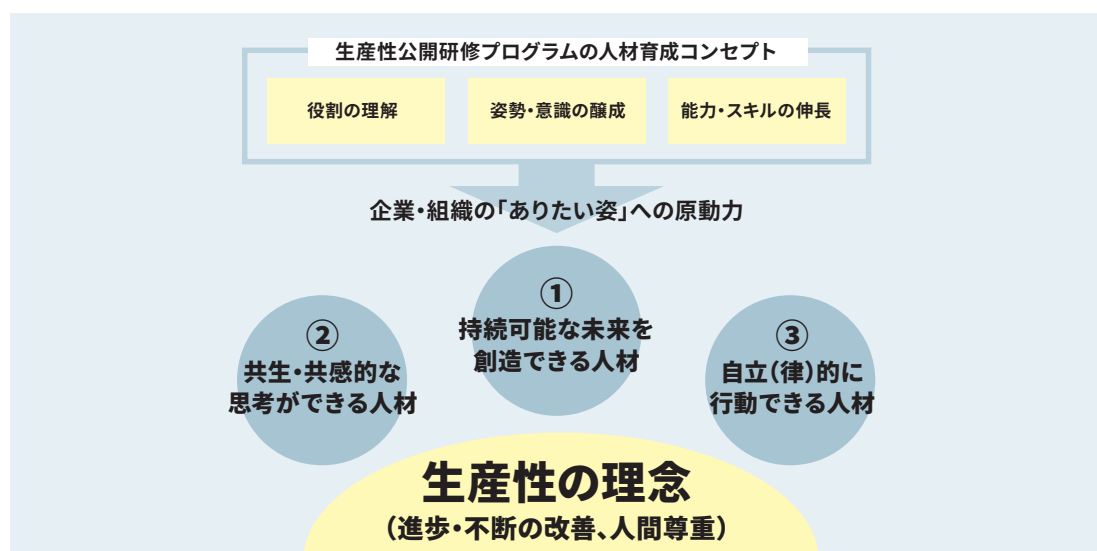 生産性公開研修プログラムの人材育成コンセプト
役割の理解
姿勢・意識の醸成
能力・スキルの伸長
企業・組織の「ありたい姿」への原動力
①
持続可能な未来を
創造できる人材
②
共生・共感的な
思考ができる人材
③
自立(律)的に
行動できる人材
生産性の理念
(進歩・不断の改善、人間尊重)